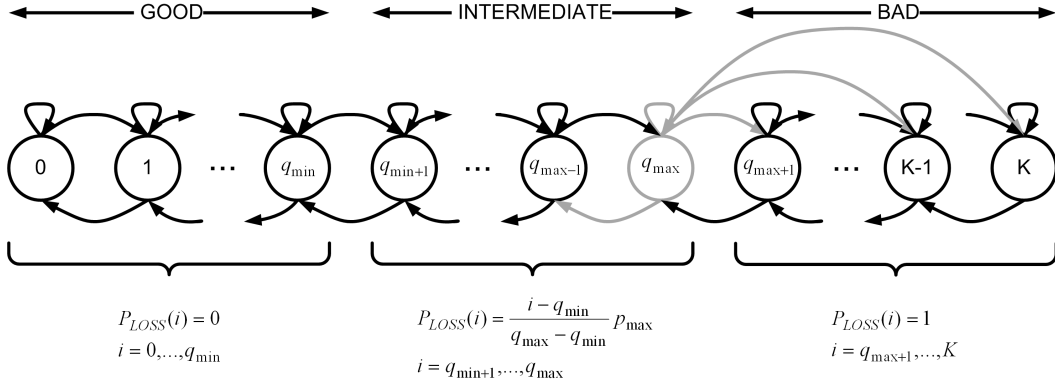 GOOD INTERMEDIATE BAD
0 1 ... q_min q_min+1 ... q_max−1 q_max q_max+1 ... K-1 K
P_LOSS(i) = 0
i = 0,...,q_min
P_LOSS(i) = (i − q_min)/(q_max − q_min) p_max
i = q_min+1,...,q_max
P_LOSS(i) = 1
i = q_max+1,...,K